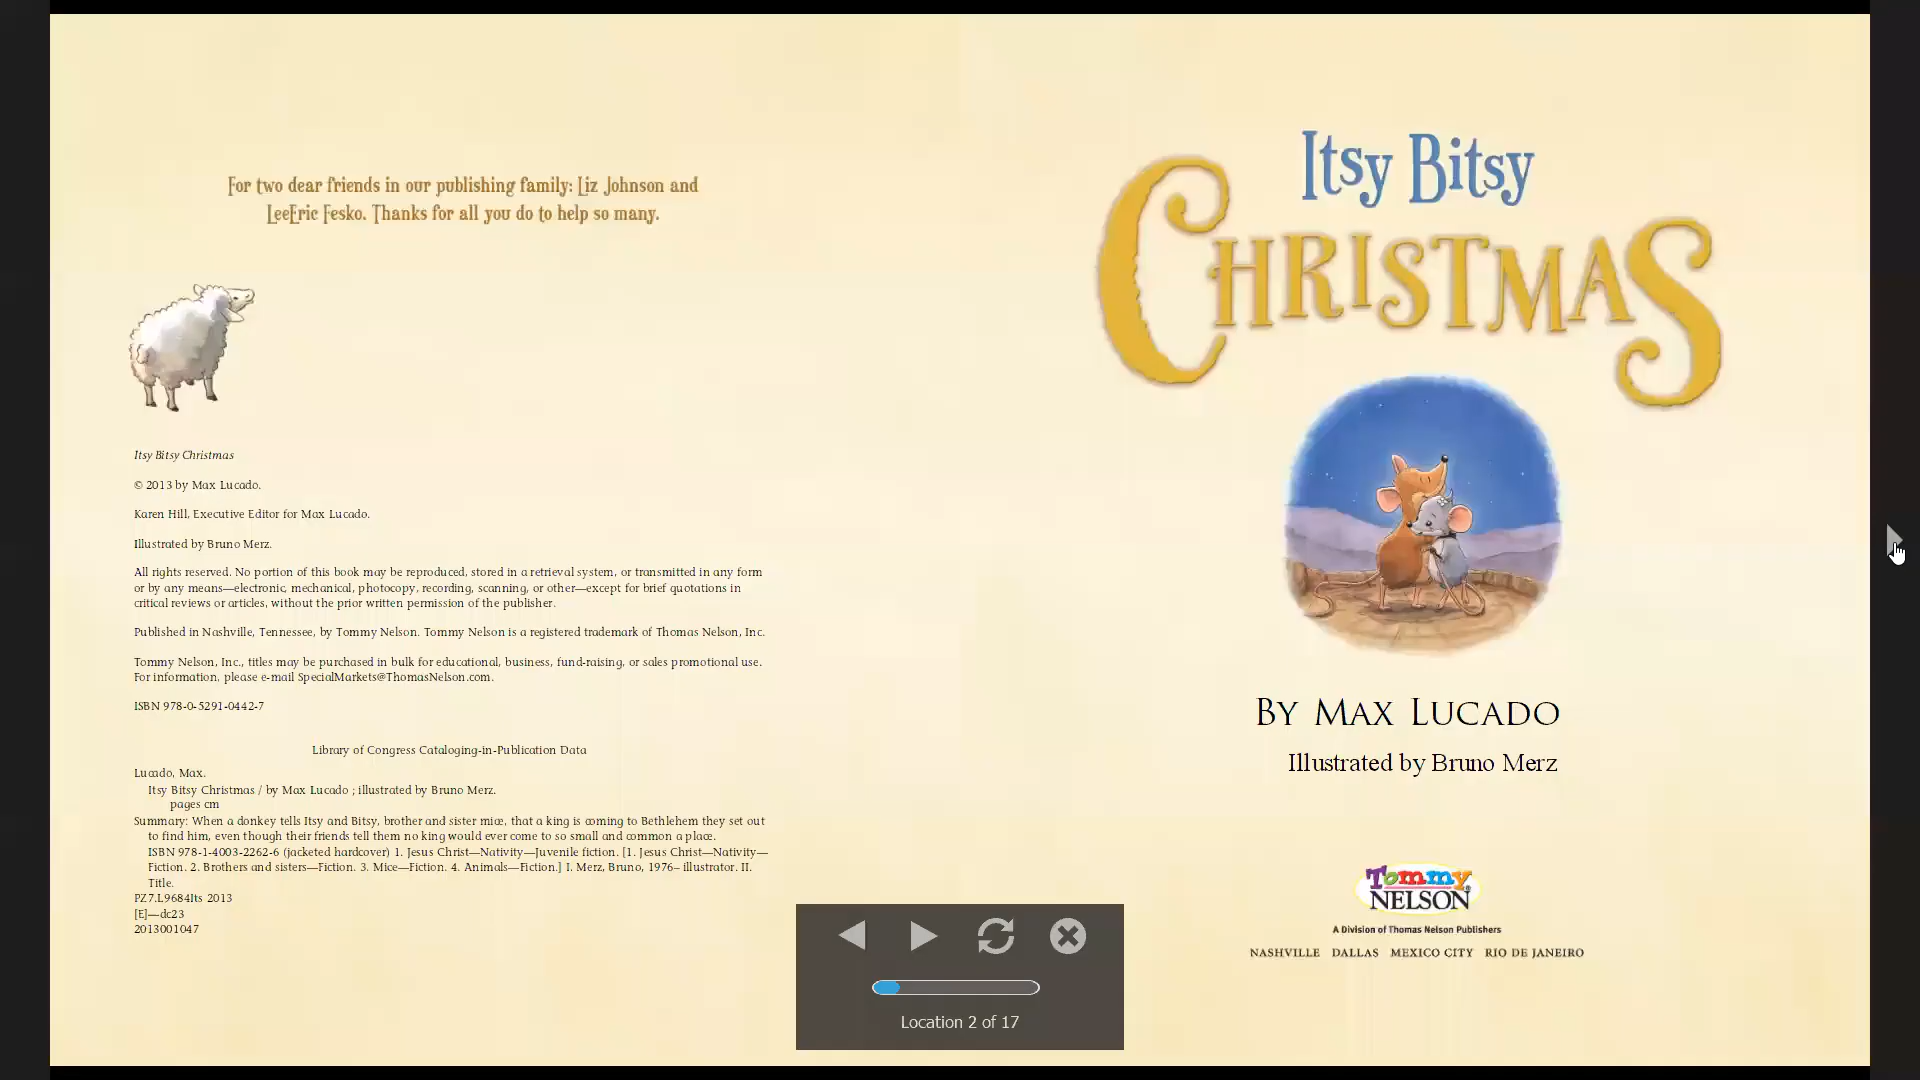 For two dear friends in our publishing family: Liz Johnson and
LeeEric Fesko. Thanks for all you do to help so many.
Itsy Bitsy Christmas
© 2013 by Max Lucado.
Karen Hill, Executive Editor for Max Lucado.
Illustrated by Bruno Merz.
All rights reserved. No portion of this book may be reproduced, stored in a retrieval system, or transmitted in any form
or by any means—electronic, mechanical, photocopy, recording, scanning, or other—except for brief quotations in
critical reviews or articles, without the prior written permission of the publisher.
Published in Nashville, Tennessee, by Tommy Nelson. Tommy Nelson is a registered trademark of Thomas Nelson, Inc.
Tommy Nelson, Inc., titles may be purchased in bulk for educational, business, fund-raising, or sales promotional use.
For information, please e-mail SpecialMarkets@ThomasNelson.com.
ISBN 978-0-5291-0442-7
Library of Congress Cataloging-in-Publication Data
Lucado, Max.
Itsy Bitsy Christmas / by Max Lucado ; illustrated by Bruno Merz.
pages cm
Summary: When a donkey tells Itsy and Bitsy, brother and sister mice, that a king is coming to Bethlehem they set out
to find him, even though their friends tell them no king would ever come to so small and common a place.
ISBN 978-1-4003-2262-6 (jacketed hardcover) 1. Jesus Christ—Nativity—Juvenile fiction. [1. Jesus Christ—Nativity—
Fiction. 2. Brothers and sisters—Fiction. 3. Mice—Fiction. 4. Animals—Fiction.] I. Merz, Bruno, 1976– illustrator. II.
Title.
PZ7.L9684Its 2013
[E]—dc23
2013001047
Itsy Bitsy
CHRISTMAS
BY MAX LUCADO
Illustrated by Bruno Merz
Tommy
NELSON®
A Division of Thomas Nelson Publishers
NASHVILLE DALLAS MEXICO CITY RIO DE JANEIRO
Location 2 of 17